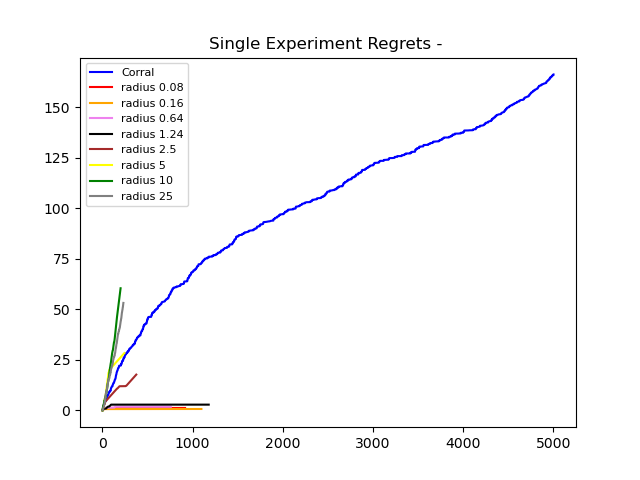 Single Experiment Regrets -
Corral
radius 0.08
radius 0.16
radius 0.64
radius 1.24
radius 2.5
radius 5
radius 10
radius 25
150
125
100
75
50
25
0
0 1000 2000 3000 4000 5000